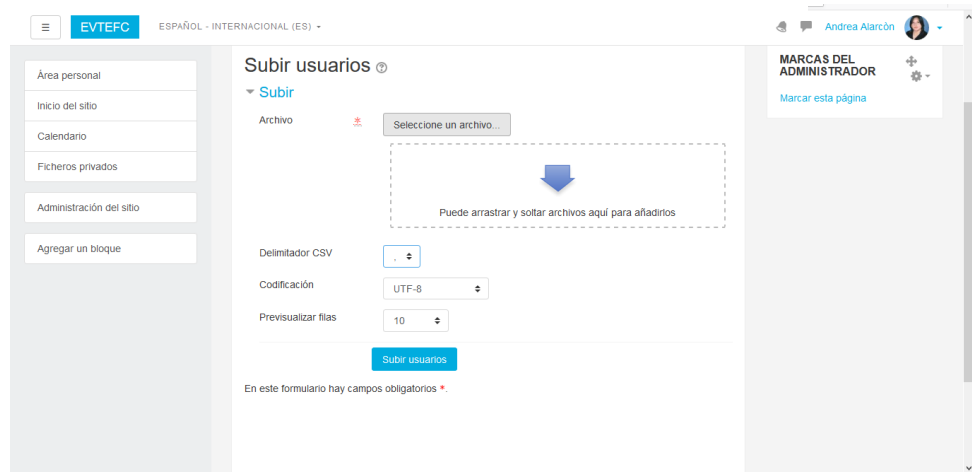 EVTEFC
ESPAÑOL - INTERNACIONAL (ES)
Andrea Alarcón
Área personal
Inicio del sitio
Calendario
Ficheros privados
Administración del sitio
Agregar un bloque
Subir usuarios
Subir
Archivo
Seleccione un archivo...
Puede arrastrar y soltar archivos aquí para añadirlos
Delimitador CSV
,
Codificación
UTF-8
Previsualizar filas
10
Subir usuarios
En este formulario hay campos obligatorios *.
MARCAS DEL
ADMINISTRADOR
Marcar esta página